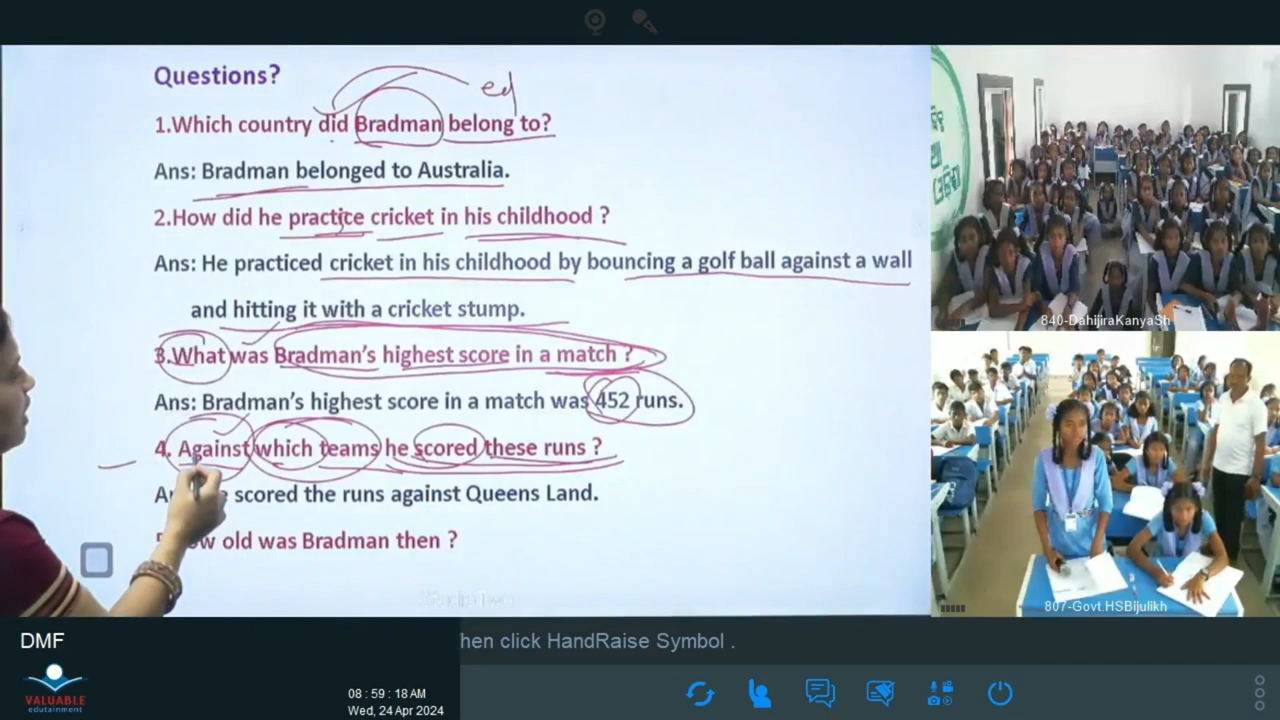 Questions?
ed
1.Which country did Bradman belong to?
Ans: Bradman belonged to Australia.
2.How did he practice cricket in his childhood ?
Ans: He practiced cricket in his childhood by bouncing a golf ball against a wall
and hitting it with a cricket stump.
3.What was Bradman's highest score in a match ?
Ans: Bradman's highest score in a match was 452 runs.
4. Against which teams he scored these runs ?
scored the runs against Queens Land.
old was Bradman then ?
840-DahijiraKanyaSh
807-Govt.HSBijulikh
DMF
hen click HandRaise Symbol .
VALUABLE
edutainment
08 : 59 : 18 AM
Wed, 24 Apr 2024